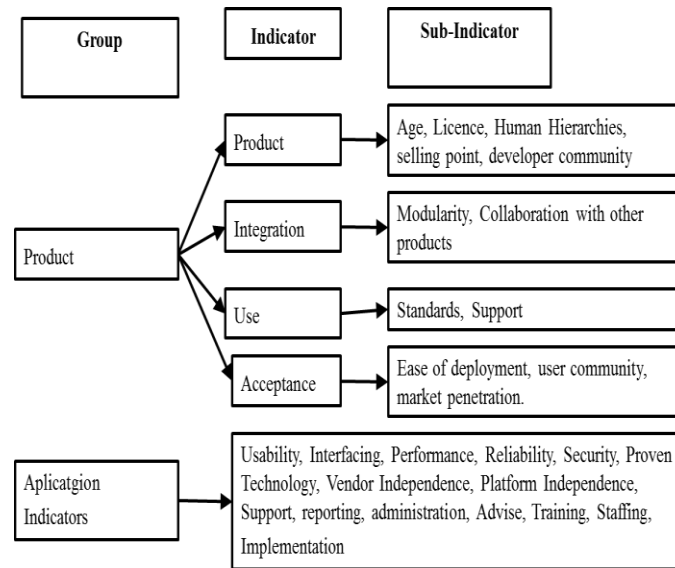 Group
Indicator
Sub-Indicator
Product
Age, Licence, Human Hierarchies,
selling point, developer community
Integration
Modularity, Collaboration with other
products
Product
Use
Standards, Support
Acceptance
Ease of deployment, user community,
market penetration.
Aplicatgion
Indicators
Usability, Interfacing, Performance, Reliability, Security, Proven
Technology, Vendor Independence, Platform Independence,
Support, reporting, administration, Advise, Training, Staffing,
Implementation